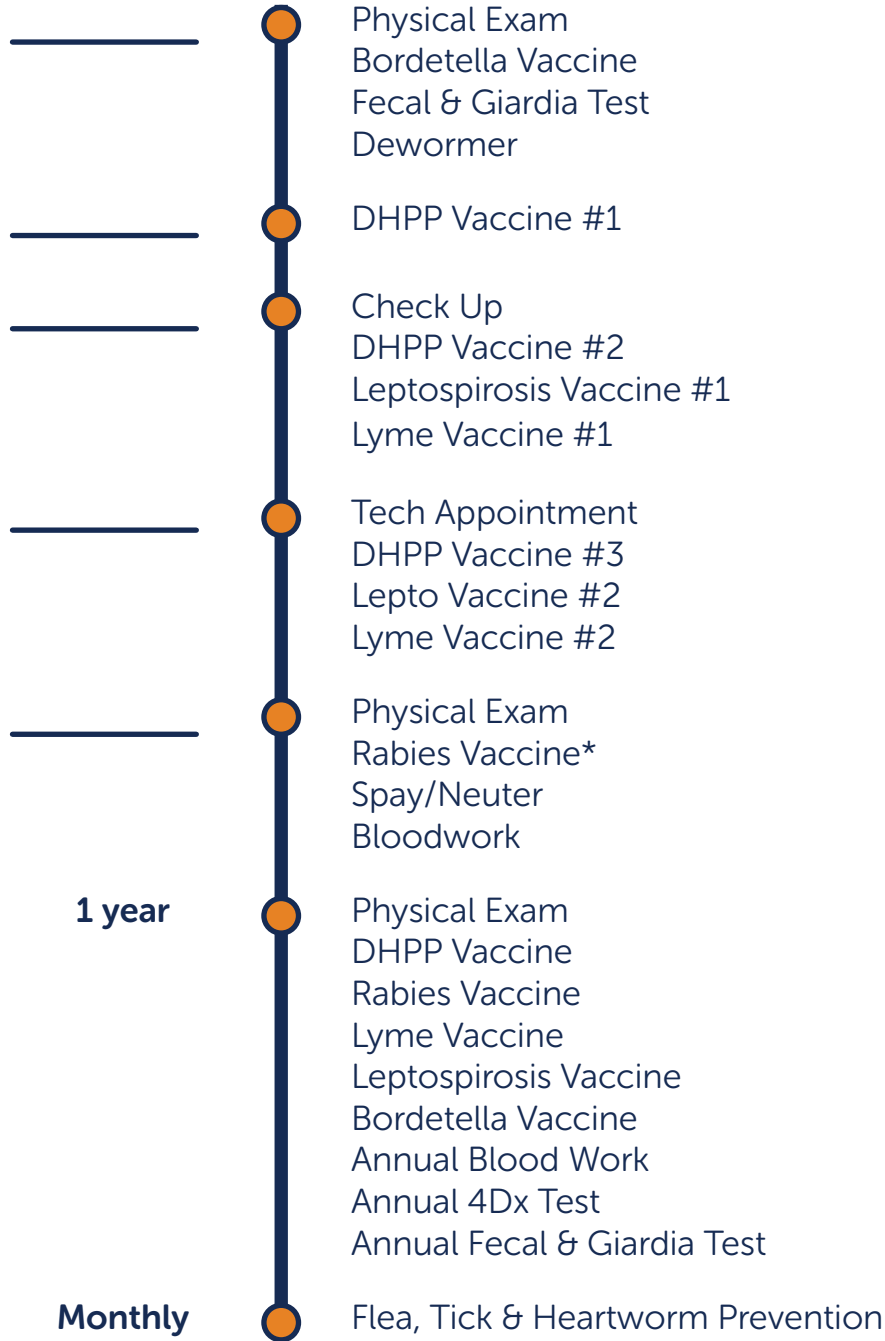 Physical Exam
Bordetella Vaccine
Fecal & Giardia Test
Dewormer
DHPP Vaccine #1
Check Up
DHPP Vaccine #2
Leptospirosis Vaccine #1
Lyme Vaccine #1
Tech Appointment
DHPP Vaccine #3
Lepto Vaccine #2
Lyme Vaccine #2
Physical Exam
Rabies Vaccine*
Spay/Neuter
Bloodwork
1 year
Physical Exam
DHPP Vaccine
Rabies Vaccine
Lyme Vaccine
Leptospirosis Vaccine
Bordetella Vaccine
Annual Blood Work
Annual 4Dx Test
Annual Fecal & Giardia Test
Monthly
Flea, Tick & Heartworm Prevention